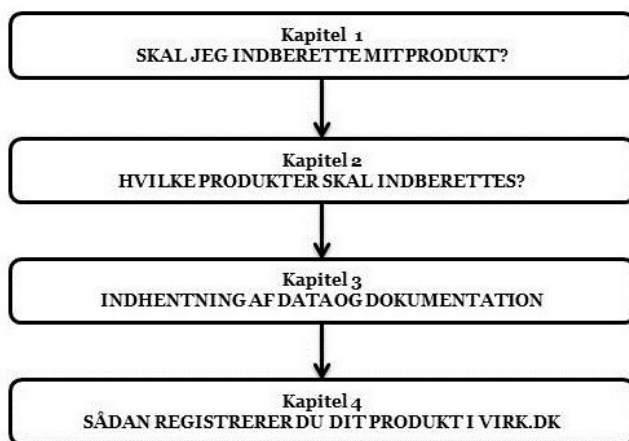 Kapitel 1
SKAL JEG INDBERETTE MIT PRODUKT?
Kapitel 2
HVILKE PRODUKTER SKAL INDBERETTES?
Kapitel 3
INDHENTNING AF DATA OG DOKUMENTATION
Kapitel 4
SÅDAN REGISTRERER DU DIT PRODUKT I VIRK.DK